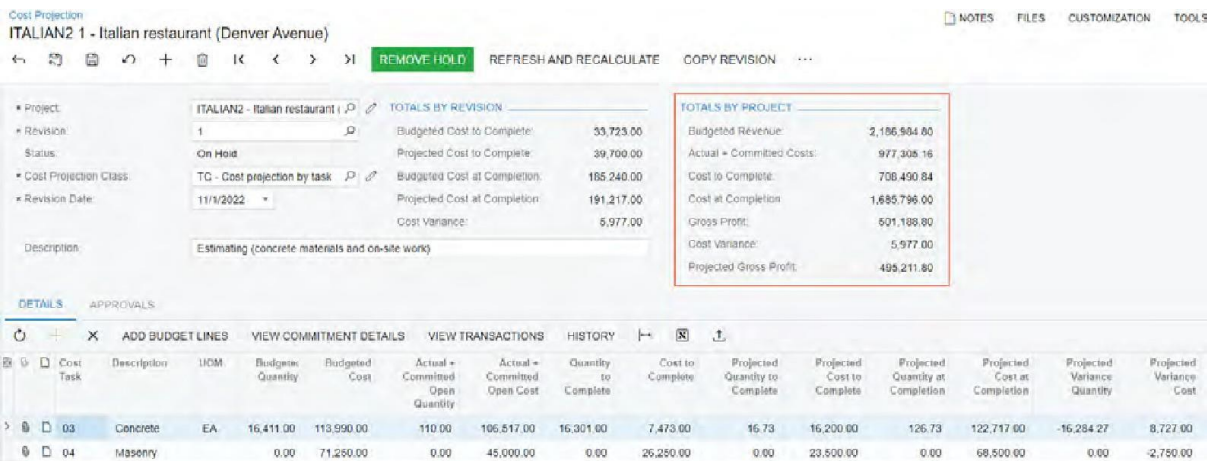 Cost Projection
ITALIAN2 1 - Italian restaurant (Denver Avenue)
NOTES FILES CUSTOMIZATION TOOLS
REMOVE HOLD REFRESH AND RECALCULATE COPY REVISION ...
* Project: ITALIAN2 - Italian restaurant (
* Revision: 1
Status: On Hold
* Cost Projection Class: TC - Cost projection by task
* Revision Date: 11/1/2022
Description: Estimating (concrete materials and on-site work)
TOTALS BY REVISION
Budgeted Cost to Complete: 33,723.00
Projected Cost to Complete: 39,700.00
Budgeted Cost at Completion: 185,240.00
Projected Cost at Completion: 191,217.00
Cost Variance: 5,977.00
TOTALS BY PROJECT
Budgeted Revenue: 2,186,984.80
Actual + Committed Costs: 977,305.16
Cost to Complete: 708,490.84
Cost at Completion: 1,685,796.00
Gross Profit: 501,188.80
Cost Variance: 5,977.00
Projected Gross Profit: 495,211.80
DETAILS APPROVALS
ADD BUDGET LINES VIEW COMMITMENT DETAILS VIEW TRANSACTIONS HISTORY
Cost Task Description UOM Budgeted Quantity Budgeted Cost Actual + Committed Open Quantity Actual + Committed Open Cost Quantity to Complete Cost to Complete Projected Quantity to Complete Projected Cost to Complete Projected Quantity at Completion Projected Cost at Completion Projected Variance Quantity Projected Variance Cost
03 Concrete EA 16,411.00 113,990.00 110.00 106,517.00 16,301.00 7,473.00 16.73 16,200.00 126.73 122,717.00 -16,284.27 8,727.00
04 Masonry 0.00 71,250.00 0.00 45,000.00 0.00 26,250.00 0.00 23,500.00 0.00 68,500.00 0.00 -2,750.00